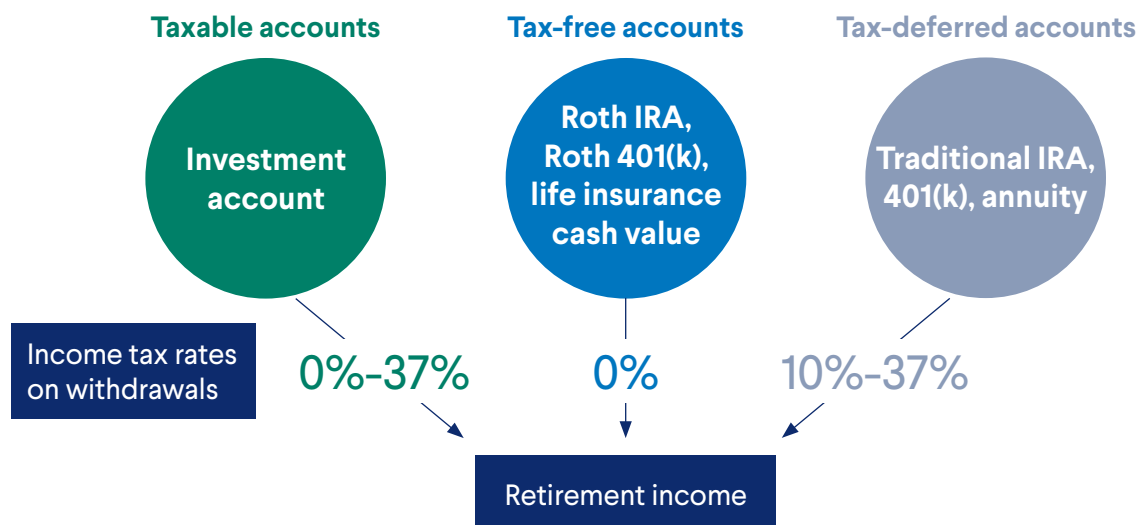 Taxable accounts
Tax-free accounts
Tax-deferred accounts
Investment
account
Roth IRA,
Roth 401(k),
life insurance
cash value
Traditional IRA,
401(k), annuity
Income tax rates
on withdrawals
0%-37%
0%
10%-37%
Retirement income